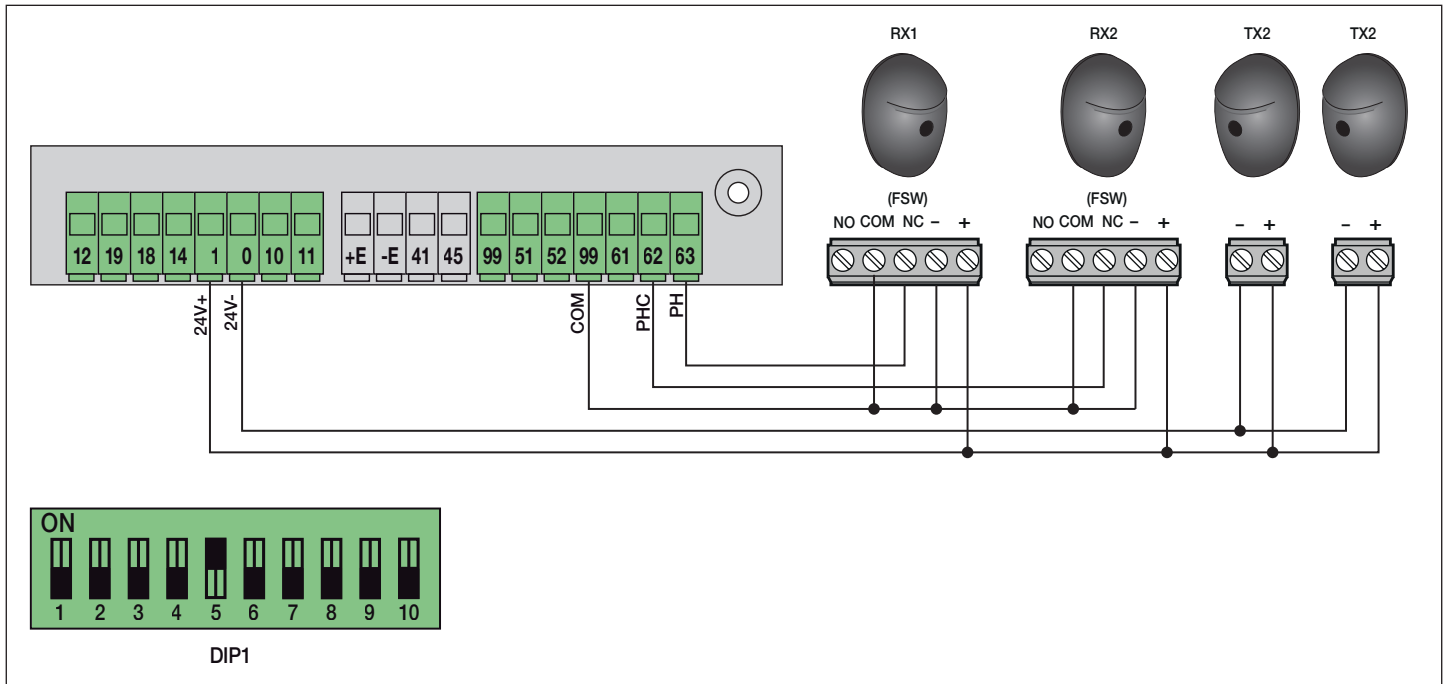 RX1 RX2 TX2 TX2
(FSW) (FSW)
NO COM NC – + NO COM NC – + – + – +
12 19 18 14 1 0 10 11 +E -E 41 45 99 51 52 99 61 62 63
24V+ 24V- COM PHC PH
ON
1 2 3 4 5 6 7 8 9 10
DIP1